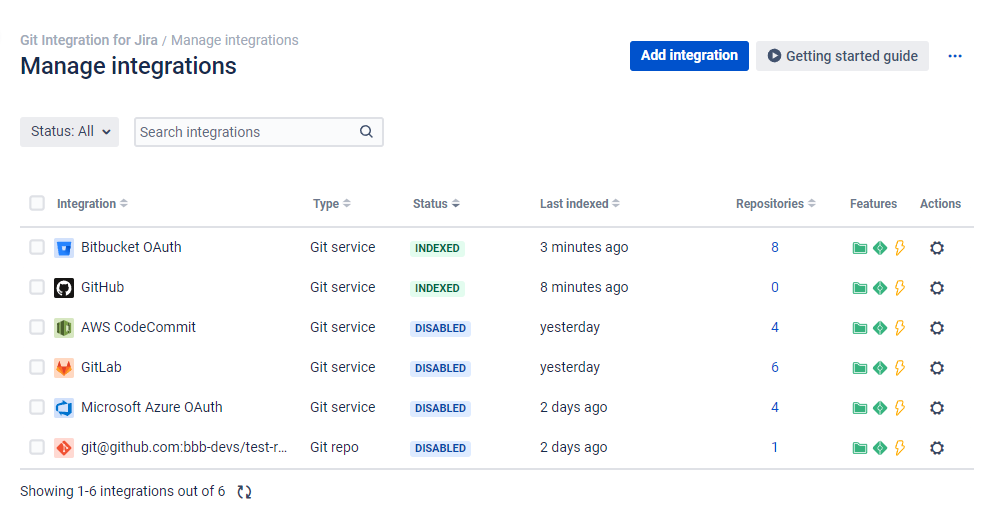 Git Integration for Jira / Manage integrations
Manage integrations
Add integration
Getting started guide
Status: All
Search integrations
Integration Type Status Last indexed Repositories Features Actions
Bitbucket OAuth Git service INDEXED 3 minutes ago 8
GitHub Git service INDEXED 8 minutes ago 0
AWS CodeCommit Git service DISABLED yesterday 4
GitLab Git service DISABLED yesterday 6
Microsoft Azure OAuth Git service DISABLED 2 days ago 4
git@github.com:bbb-devs/test-r... Git repo DISABLED 2 days ago 1
Showing 1-6 integrations out of 6